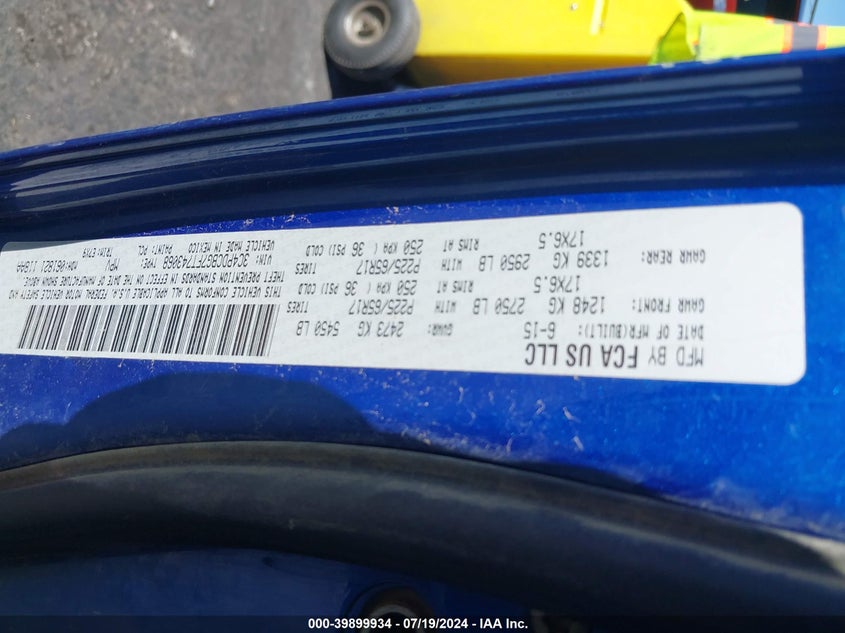 MFD BY FCA US LLC
DATE OF MFR(BUILT): 6-15 GVWR: 2473 KG 5450 LB
GAWR FRONT: 1248 KG 2750 LB WITH P225/65R17 TIRES
17X6.5 RIMS AT 250 KPA ( 36 PSI) COLD
GAWR REAR: 1339 KG 2950 LB WITH P225/65R17 TIRES
17X6.5 RIMS AT 250 KPA ( 36 PSI) COLD
THIS VEHICLE CONFORMS TO ALL APPLICABLE U.S.A. FEDERAL MOTOR VEHICLE SAFETY AND
THEFT PREVENTION STANDARDS IN EFFECT ON THE DATE OF MANUFACTURE SHOWN ABOVE.
VIN: 3C4PDCBG7FT743068 TYPE: MPV
VEHICLE MADE IN MEXICO PAINT: PCL
000-39899934 - 07/19/2024 - IAA Inc.